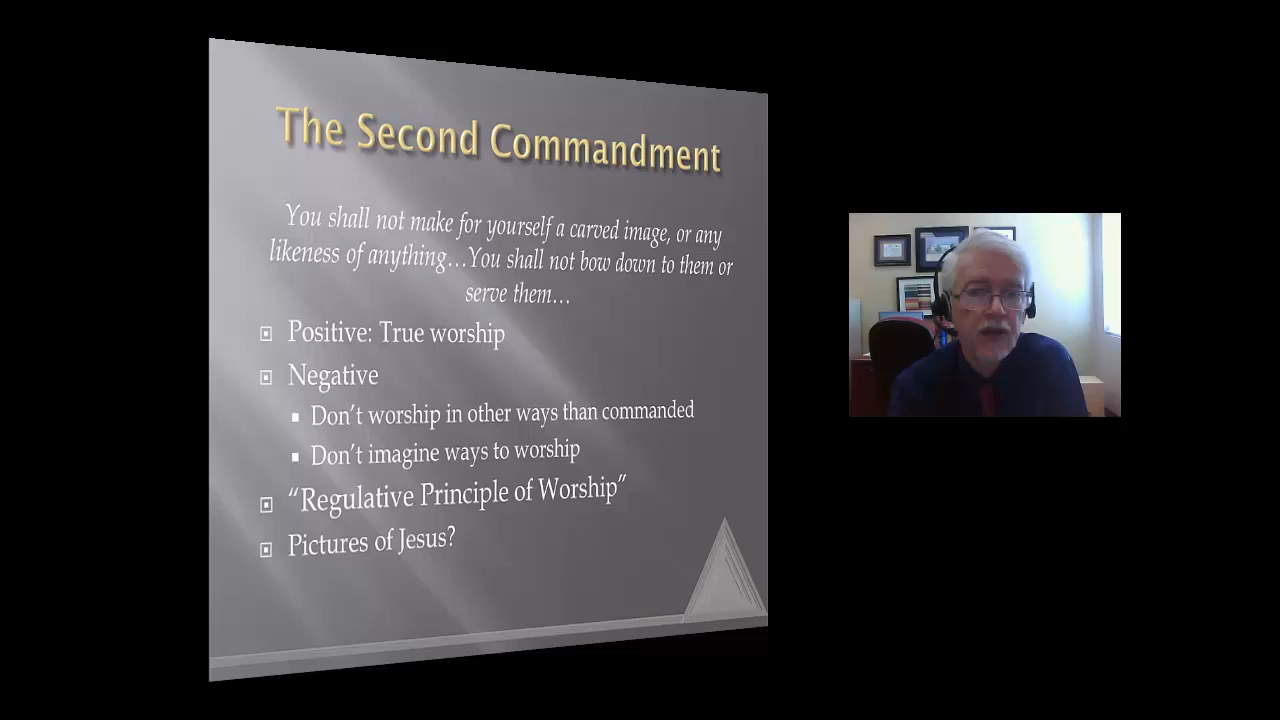 The Second Commandment
You shall not make for yourself a carved image, or any
likeness of anything…You shall not bow down to them or
serve them…
Positive: True worship
Negative
Don’t worship in other ways than commanded
Don’t imagine ways to worship
“Regulative Principle of Worship”
Pictures of Jesus?